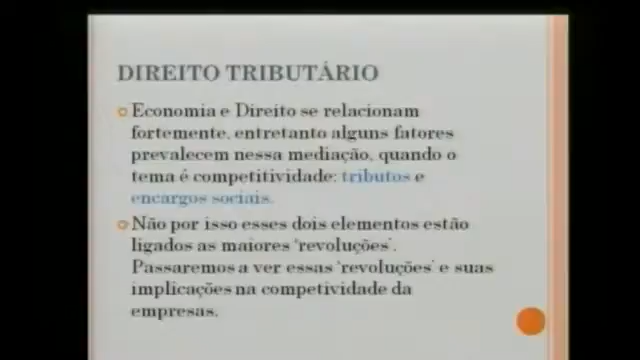 DIREITO TRIBUTÁRIO
Economia e Direito se relacionam
fortemente, entretanto alguns fatores
prevalecem nessa mediação, quando o
tema é competitividade: tributos e
encargos sociais.
Não por isso esses dois elementos estão
ligados as maiores 'revoluções'.
Passaremos a ver essas 'revoluções' e suas
implicações na competividade da
empresas.